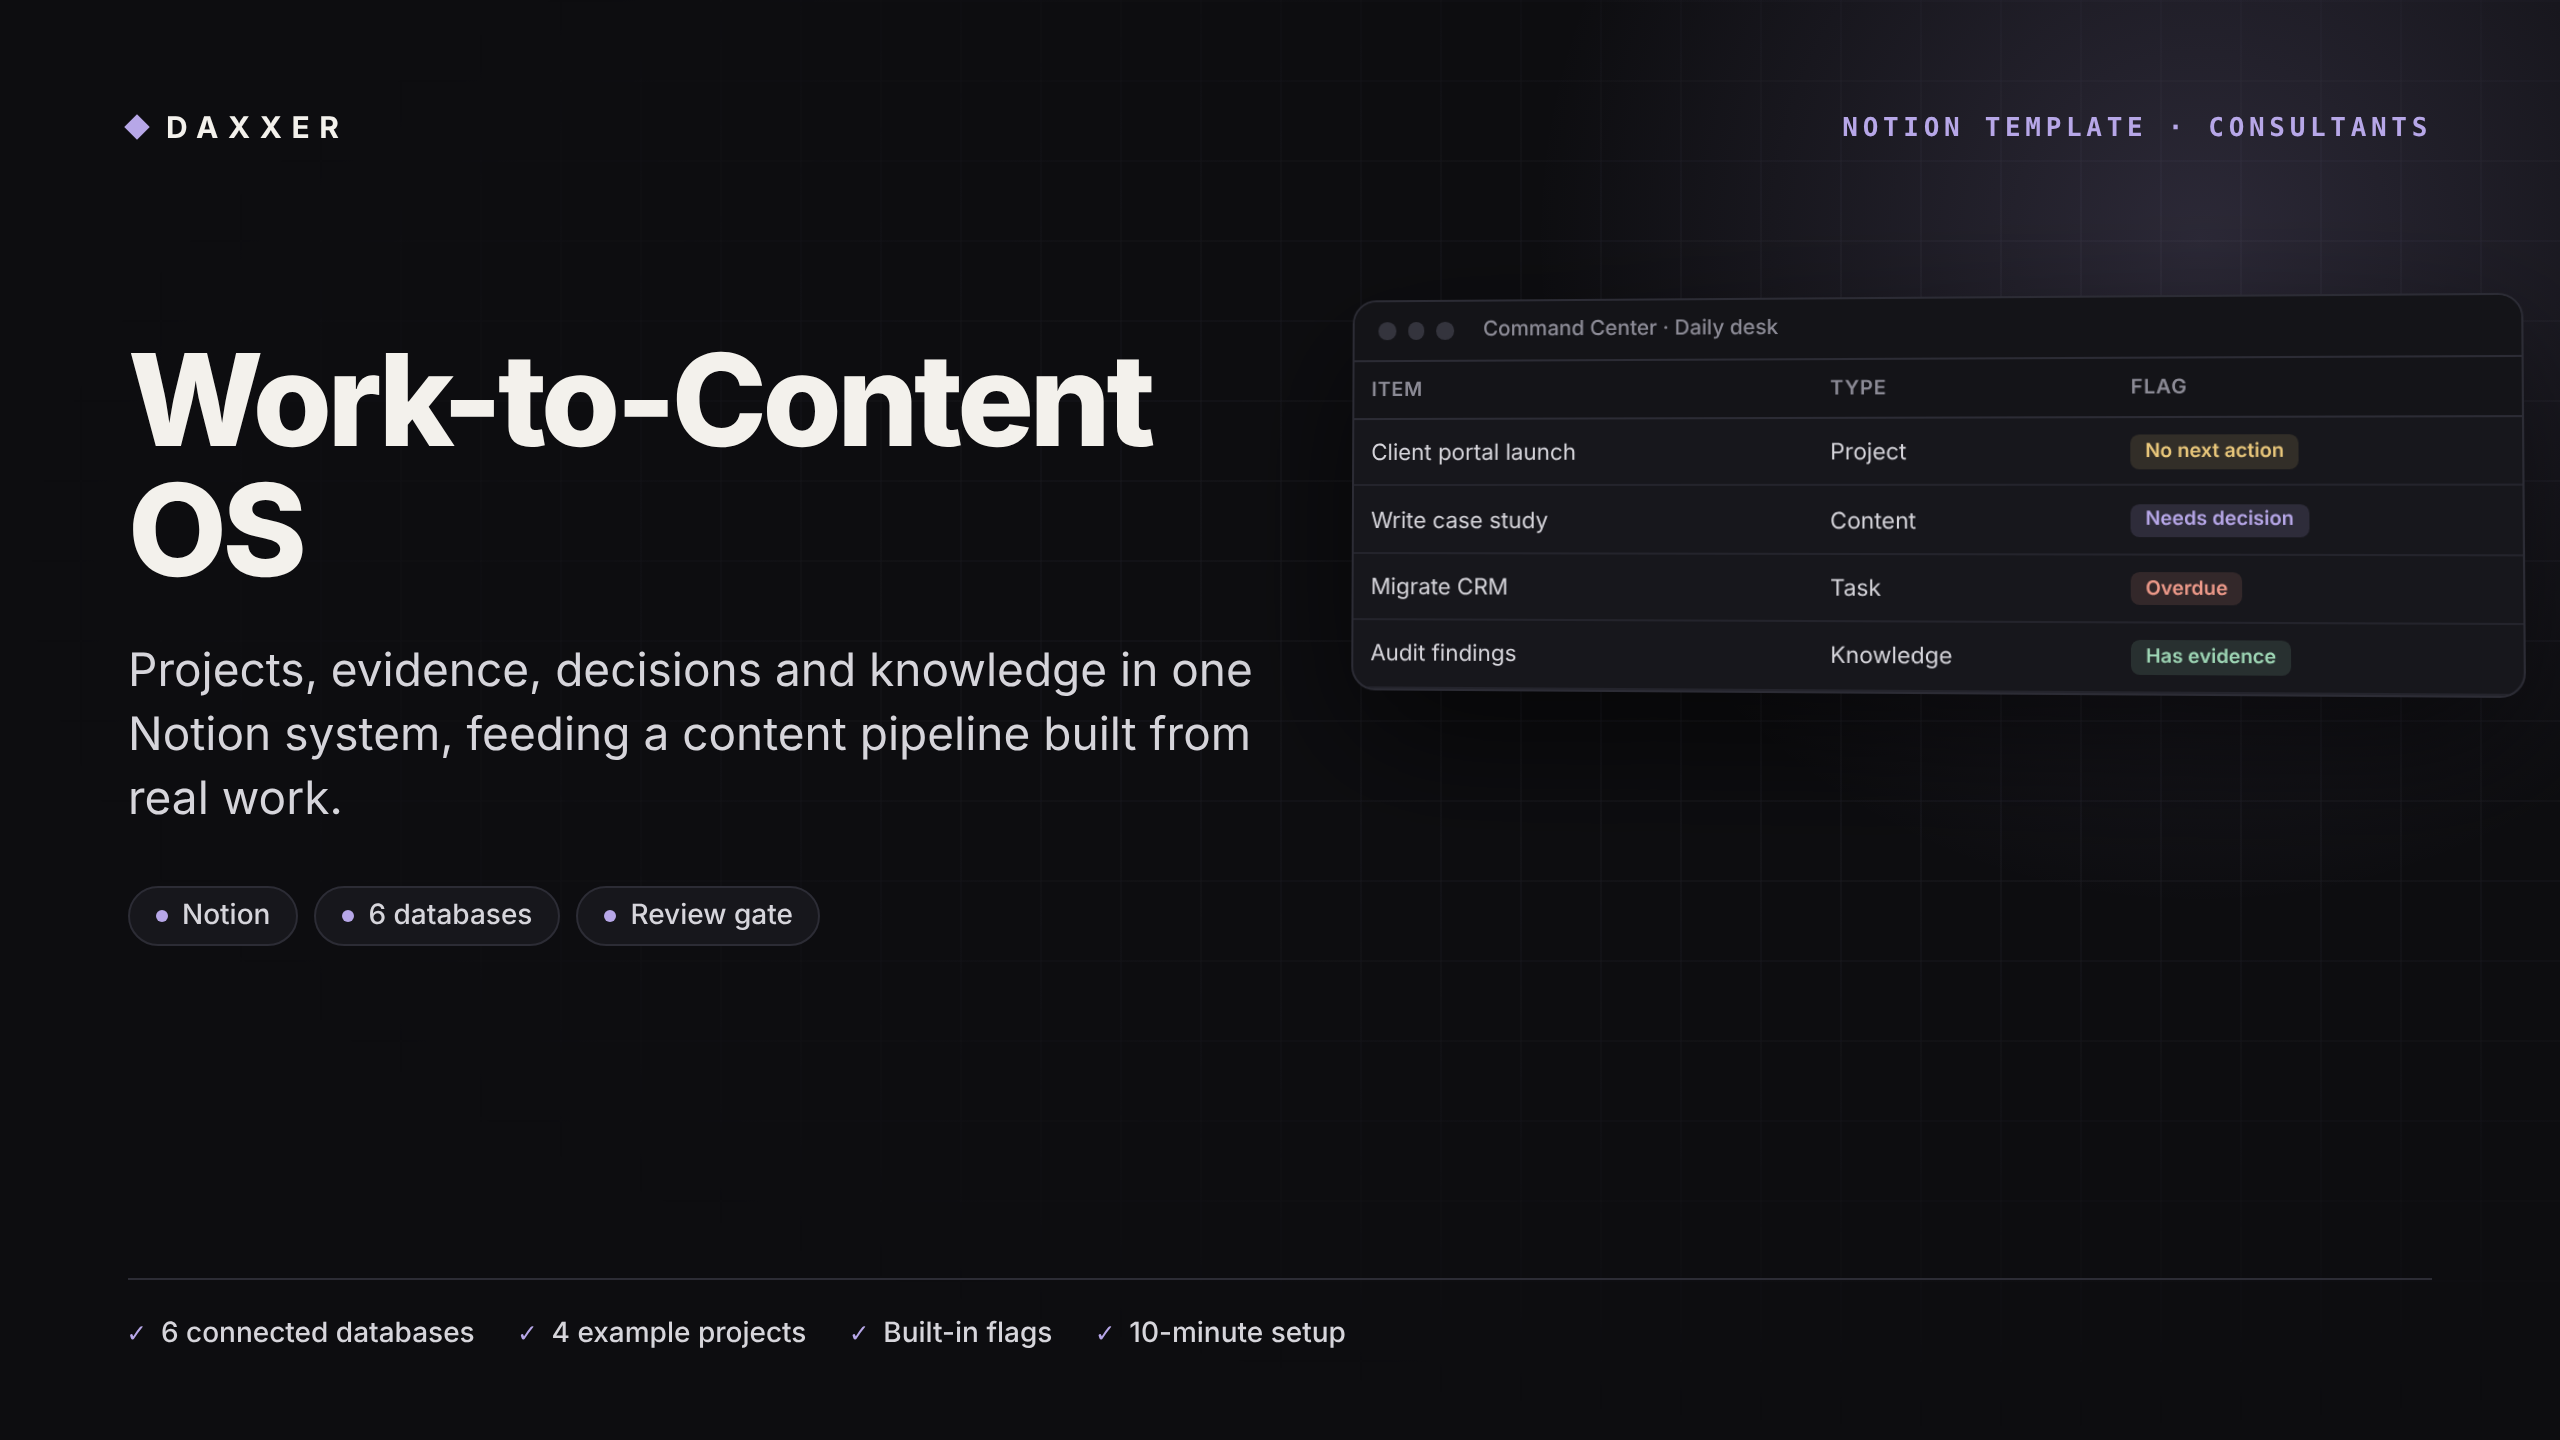 DAXXER
NOTION TEMPLATE · CONSULTANTS
Work-to-Content
OS
Projects, evidence, decisions and knowledge in one
Notion system, feeding a content pipeline built from
real work.
Notion
6 databases
Review gate
Command Center · Daily desk
ITEM TYPE FLAG
Client portal launch Project No next action
Write case study Content Needs decision
Migrate CRM Task Overdue
Audit findings Knowledge Has evidence
✓ 6 connected databases ✓ 4 example projects ✓ Built-in flags ✓ 10-minute setup